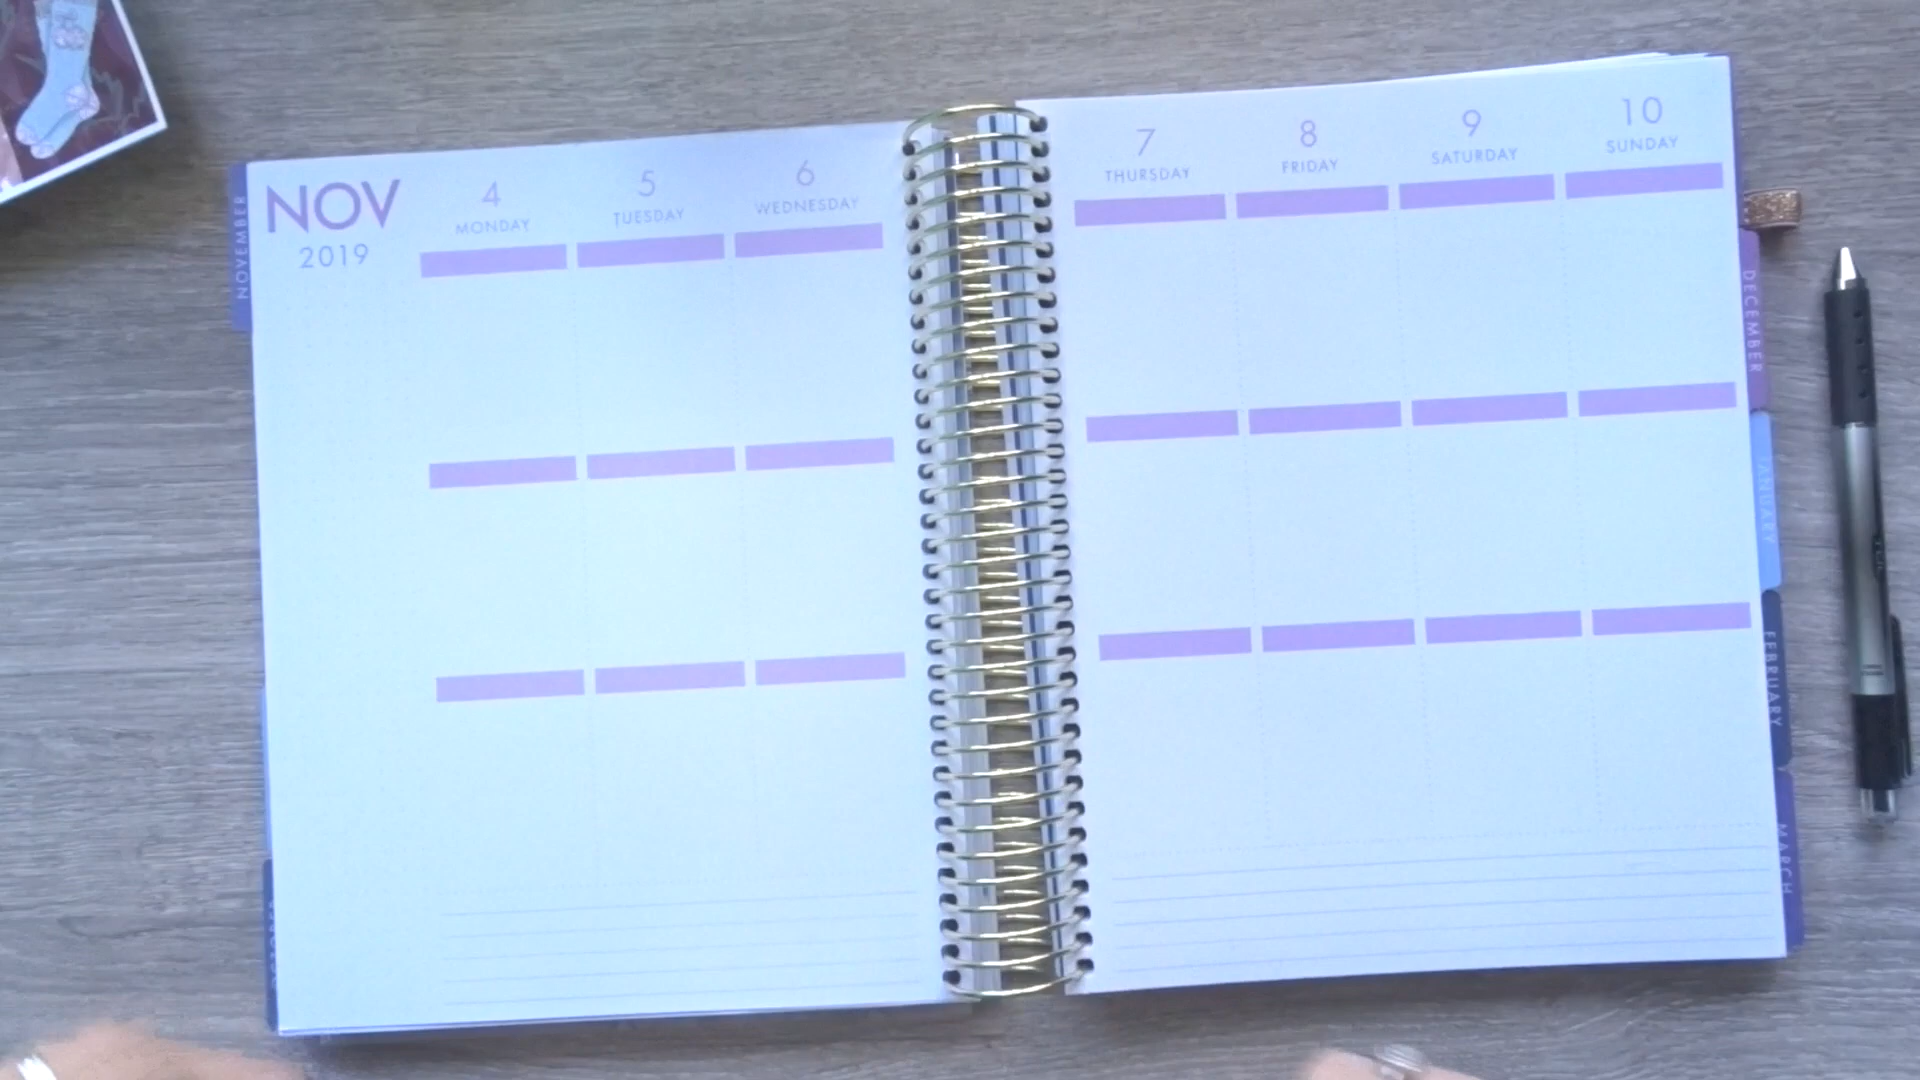 NOV
2019
4
MONDAY
5
TUESDAY
6
WEDNESDAY
7
THURSDAY
8
FRIDAY
9
SATURDAY
10
SUNDAY
NOVEMBER
DECEMBER
JANUARY
FEBRUARY
MARCH